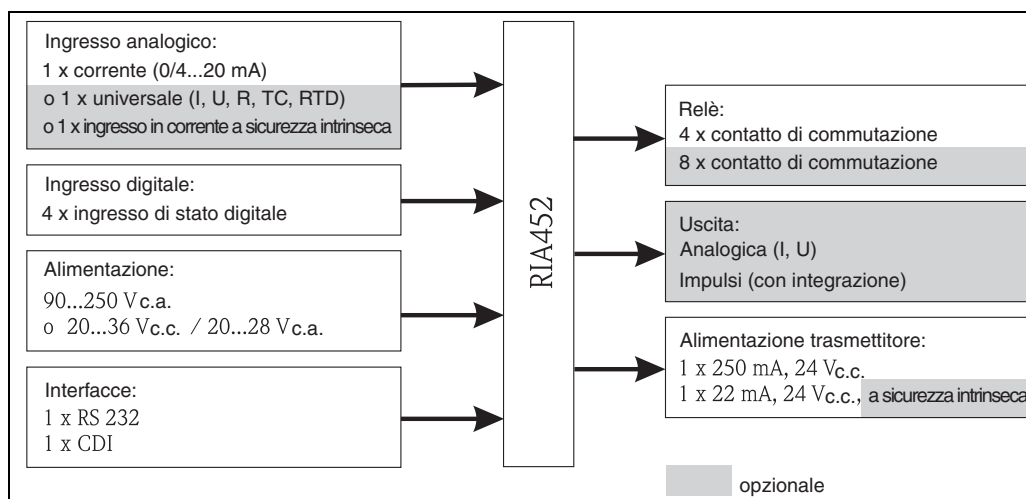 Ingresso analogico:
1 x corrente (0/4...20 mA)
o 1 x universale (I, U, R, TC, RTD)
o 1 x ingresso in corrente a sicurezza intrinseca
Ingresso digitale:
4 x ingresso di stato digitale
Alimentazione:
90...250 Vc.a.
o 20...36 Vc.c. / 20...28 Vc.a.
Interfacce:
1 x RS 232
1 x CDI
RIA452
Relè:
4 x contatto di commutazione
8 x contatto di commutazione
Uscita:
Analogica (I, U)
Impulsi (con integrazione)
Alimentazione trasmettitore:
1 x 250 mA, 24 Vc.c.
1 x 22 mA, 24 Vc.c., a sicurezza intrinseca
opzionale